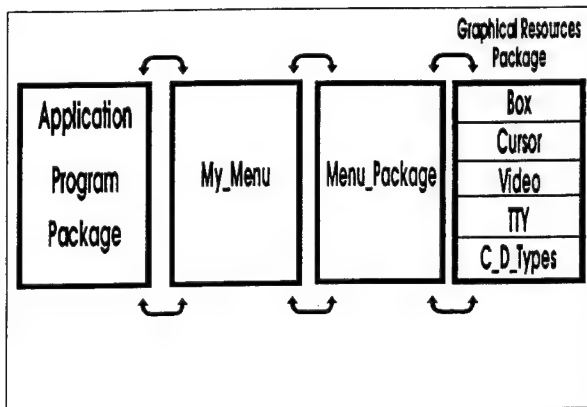 Graphical Resources
Package
Application
Program
Package
My_Menu
Menu_Package
Box
Cursor
Video
TTY
C_D_Types